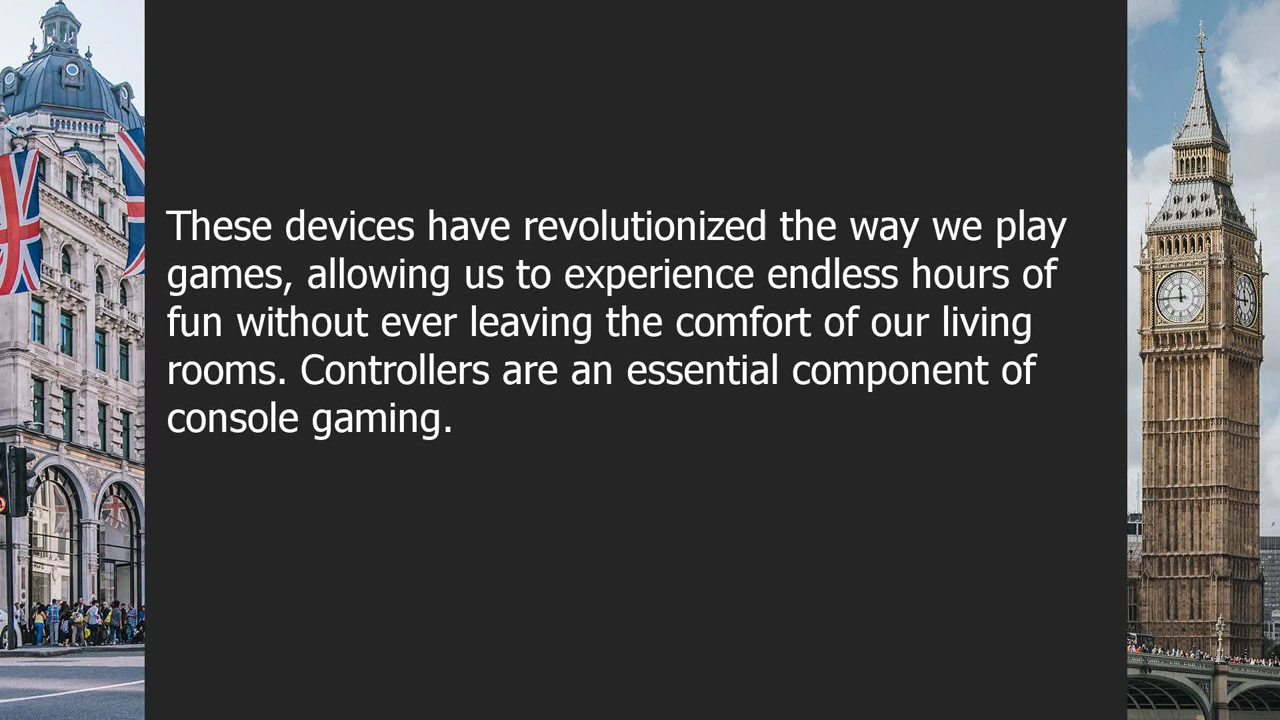 These devices have revolutionized the way we play
games, allowing us to experience endless hours of
fun without ever leaving the comfort of our living
rooms. Controllers are an essential component of
console gaming.